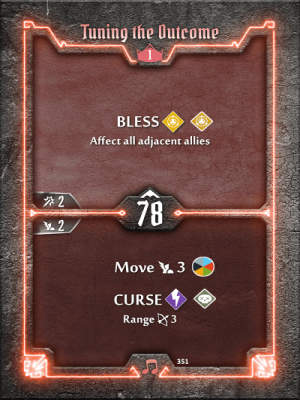 Tuning the Outcome
1
BLESS
Affect all adjacent allies
2
78
2
Move 3
CURSE
Range 3
351